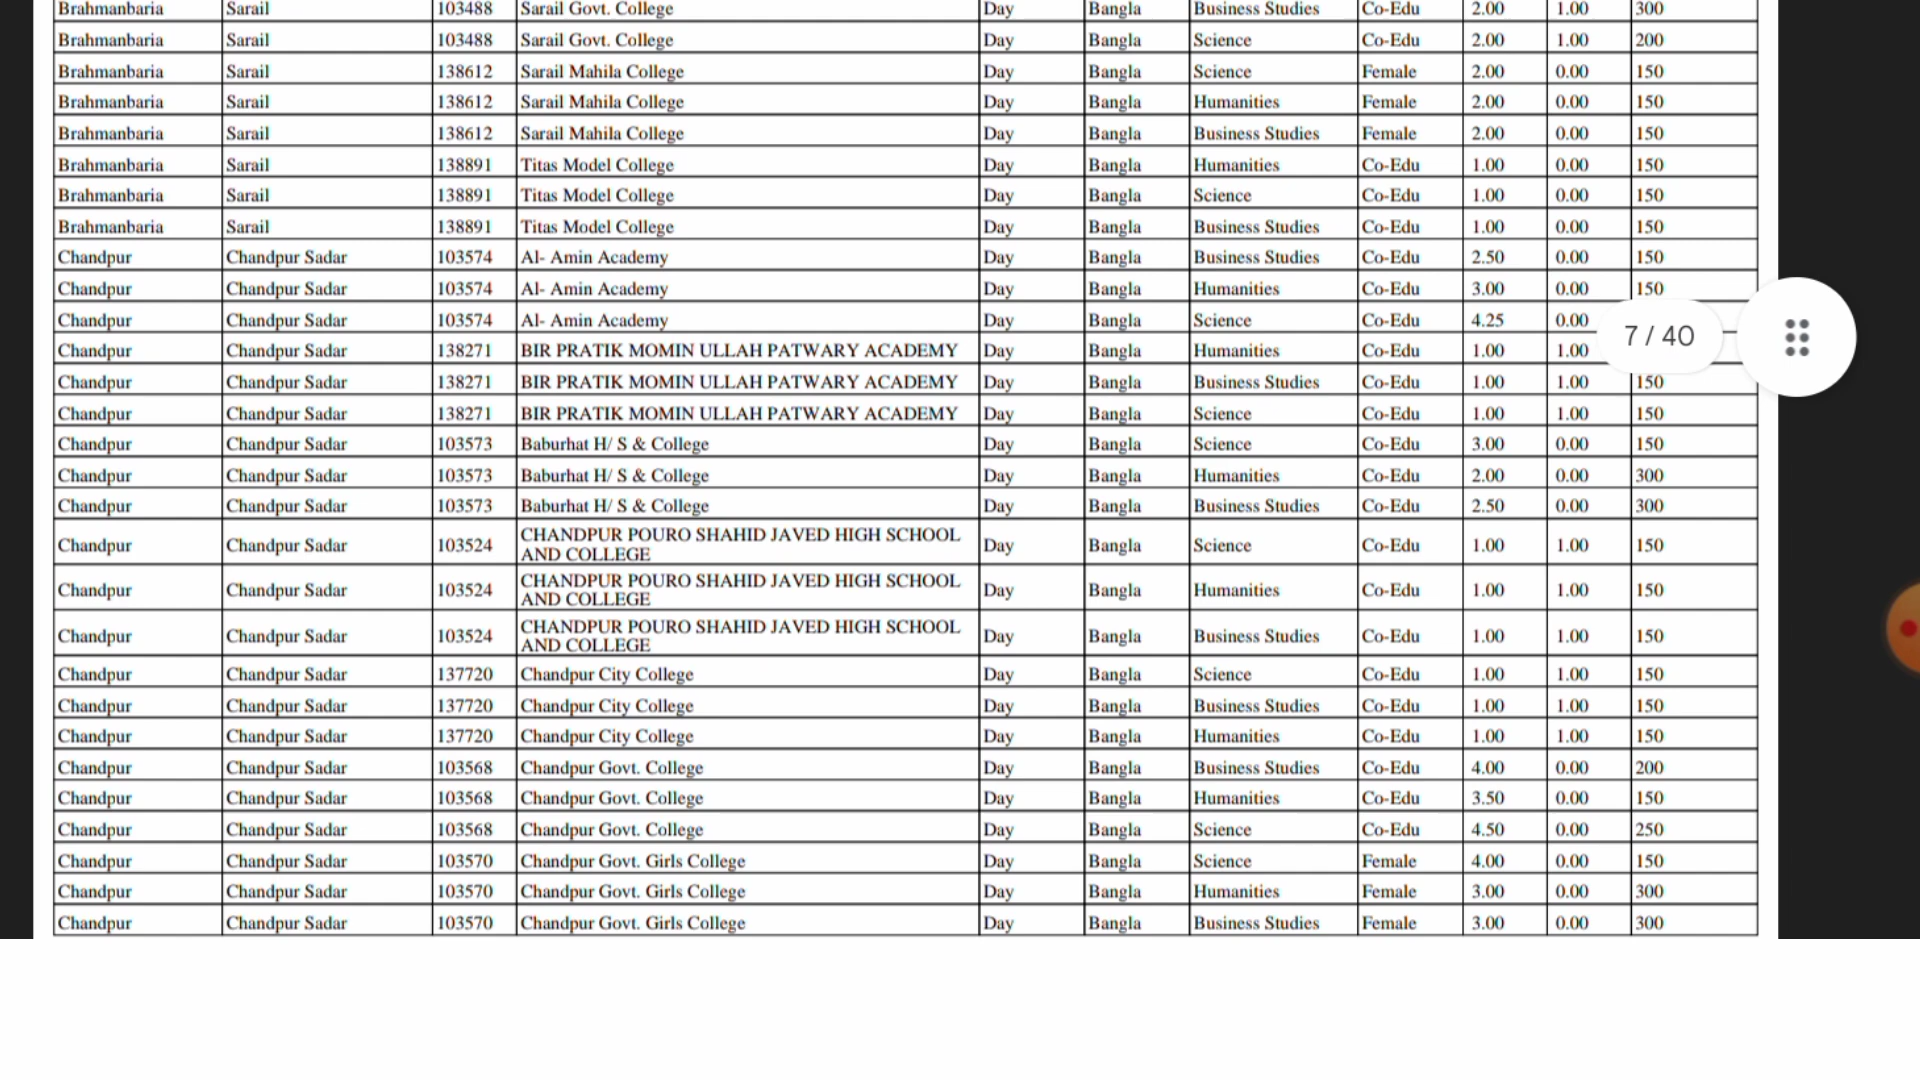 Brahmanbaria Sarail 103488 Sarail Govt. College Day Bangla Business Studies Co-Edu 2.00 1.00 300
Brahmanbaria Sarail 103488 Sarail Govt. College Day Bangla Science Co-Edu 2.00 1.00 200
Brahmanbaria Sarail 138612 Sarail Mahila College Day Bangla Science Female 2.00 0.00 150
Brahmanbaria Sarail 138612 Sarail Mahila College Day Bangla Humanities Female 2.00 0.00 150
Brahmanbaria Sarail 138612 Sarail Mahila College Day Bangla Business Studies Female 2.00 0.00 150
Brahmanbaria Sarail 138891 Titas Model College Day Bangla Humanities Co-Edu 1.00 0.00 150
Brahmanbaria Sarail 138891 Titas Model College Day Bangla Science Co-Edu 1.00 0.00 150
Brahmanbaria Sarail 138891 Titas Model College Day Bangla Business Studies Co-Edu 1.00 0.00 150
Chandpur Chandpur Sadar 103574 Al- Amin Academy Day Bangla Business Studies Co-Edu 2.50 0.00 150
Chandpur Chandpur Sadar 103574 Al- Amin Academy Day Bangla Humanities Co-Edu 3.00 0.00 150
Chandpur Chandpur Sadar 103574 Al- Amin Academy Day Bangla Science Co-Edu 4.25 0.00
7 / 40
Chandpur Chandpur Sadar 138271 BIR PRATIK MOMIN ULLAH PATWARY ACADEMY Day Bangla Humanities Co-Edu 1.00 1.00
Chandpur Chandpur Sadar 138271 BIR PRATIK MOMIN ULLAH PATWARY ACADEMY Day Bangla Business Studies Co-Edu 1.00 1.00 150
Chandpur Chandpur Sadar 138271 BIR PRATIK MOMIN ULLAH PATWARY ACADEMY Day Bangla Science Co-Edu 1.00 1.00 150
Chandpur Chandpur Sadar 103573 Baburhat H/ S & College Day Bangla Science Co-Edu 3.00 0.00 150
Chandpur Chandpur Sadar 103573 Baburhat H/ S & College Day Bangla Humanities Co-Edu 2.00 0.00 300
Chandpur Chandpur Sadar 103573 Baburhat H/ S & College Day Bangla Business Studies Co-Edu 2.50 0.00 300
Chandpur Chandpur Sadar 103524 CHANDPUR POURO SHAHID JAVED HIGH SCHOOL
AND COLLEGE Day Bangla Science Co-Edu 1.00 1.00 150
Chandpur Chandpur Sadar 103524 CHANDPUR POURO SHAHID JAVED HIGH SCHOOL
AND COLLEGE Day Bangla Humanities Co-Edu 1.00 1.00 150
Chandpur Chandpur Sadar 103524 CHANDPUR POURO SHAHID JAVED HIGH SCHOOL
AND COLLEGE Day Bangla Business Studies Co-Edu 1.00 1.00 150
Chandpur Chandpur Sadar 137720 Chandpur City College Day Bangla Science Co-Edu 1.00 1.00 150
Chandpur Chandpur Sadar 137720 Chandpur City College Day Bangla Business Studies Co-Edu 1.00 1.00 150
Chandpur Chandpur Sadar 137720 Chandpur City College Day Bangla Humanities Co-Edu 1.00 1.00 150
Chandpur Chandpur Sadar 103568 Chandpur Govt. College Day Bangla Business Studies Co-Edu 4.00 0.00 200
Chandpur Chandpur Sadar 103568 Chandpur Govt. College Day Bangla Humanities Co-Edu 3.50 0.00 150
Chandpur Chandpur Sadar 103568 Chandpur Govt. College Day Bangla Science Co-Edu 4.50 0.00 250
Chandpur Chandpur Sadar 103570 Chandpur Govt. Girls College Day Bangla Science Female 4.00 0.00 150
Chandpur Chandpur Sadar 103570 Chandpur Govt. Girls College Day Bangla Humanities Female 3.00 0.00 300
Chandpur Chandpur Sadar 103570 Chandpur Govt. Girls College Day Bangla Business Studies Female 3.00 0.00 300